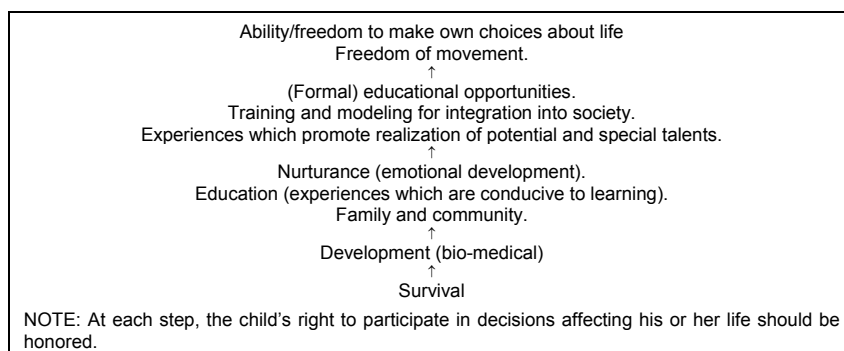 Ability/freedom to make own choices about life
Freedom of movement.
↑
(Formal) educational opportunities.
Training and modeling for integration into society.
Experiences which promote realization of potential and special talents.
↑
Nurturance (emotional development).
Education (experiences which are conducive to learning).
Family and community.
↑
Development (bio-medical)
↑
Survival
NOTE: At each step, the child’s right to participate in decisions affecting his or her life should be
honored.